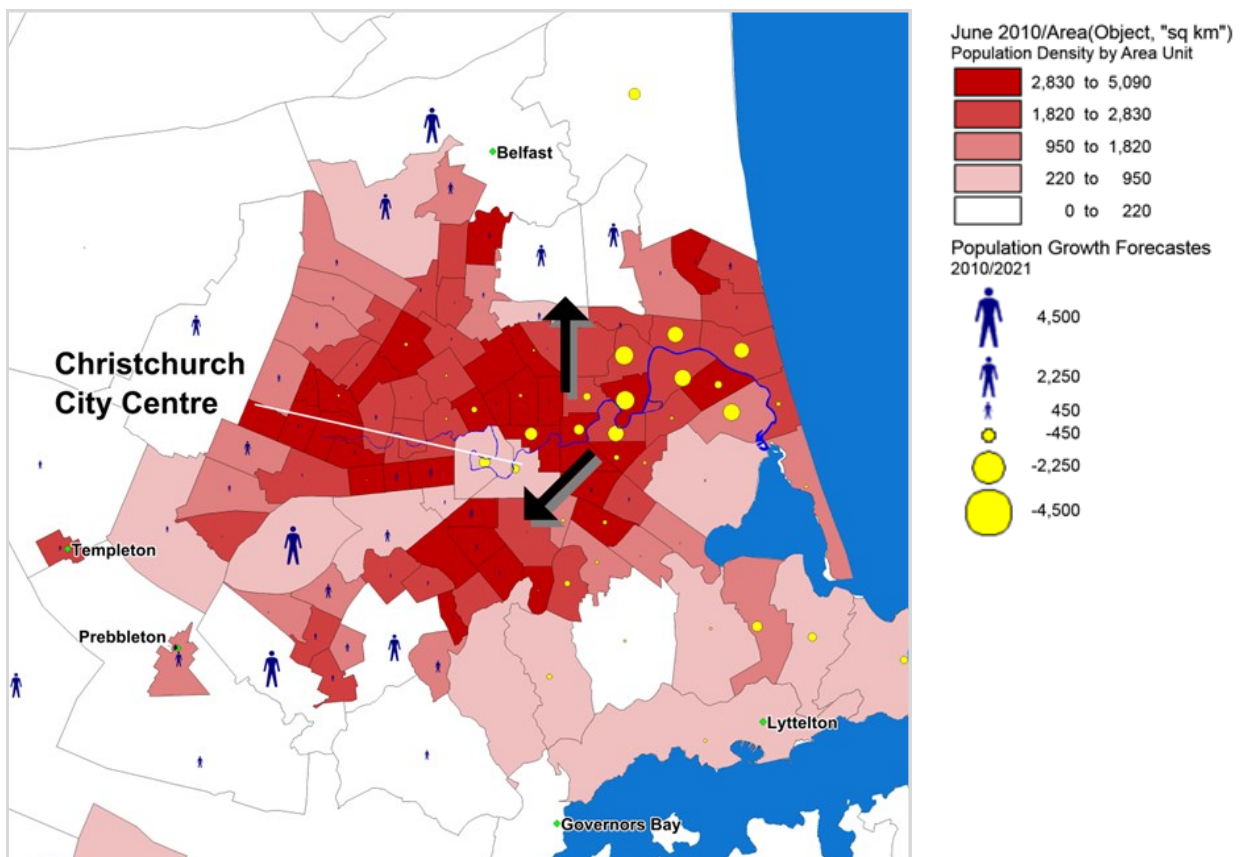 Belfast
Christchurch
City Centre
Templeton
Prebbleton
Lyttelton
Governors Bay
June 2010/Area(Object, "sq km")
Population Density by Area Unit
2,830 to 5,090
1,820 to 2,830
950 to 1,820
220 to 950
0 to 220
Population Growth Forecastes
2010/2021
4,500
2,250
450
-450
-2,250
-4,500